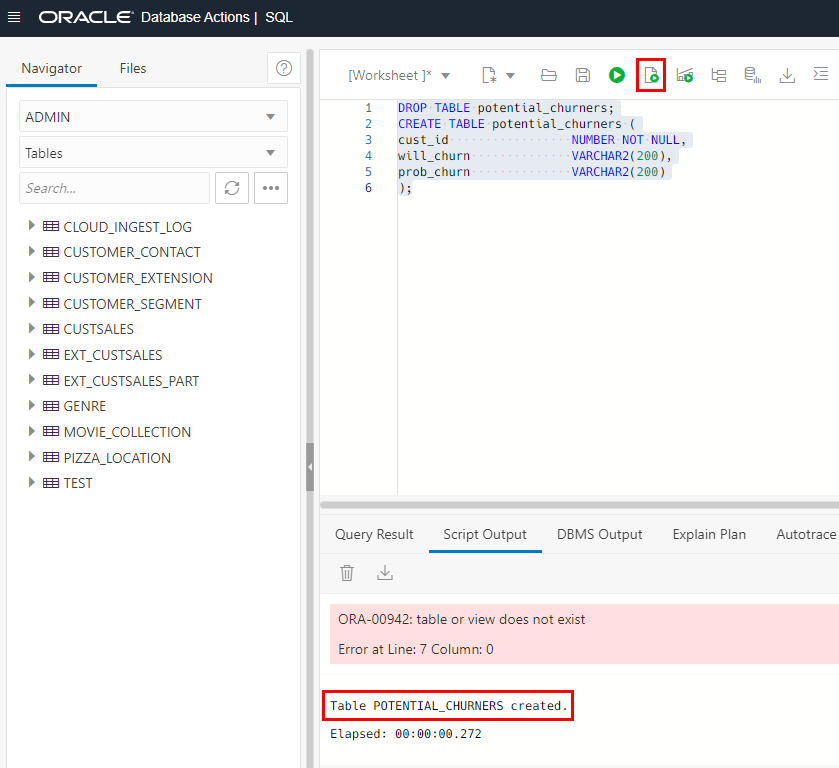 ORACLE Database Actions | SQL
Navigator Files
ADMIN
Tables
Search...
CLOUD_INGEST_LOG
CUSTOMER_CONTACT
CUSTOMER_EXTENSION
CUSTOMER_SEGMENT
CUSTSALES
EXT_CUSTSALES
EXT_CUSTSALES_PART
GENRE
MOVIE_COLLECTION
PIZZA_LOCATION
TEST
[Worksheet ]*
1 DROP TABLE potential_churners;
2 CREATE TABLE potential_churners (
3 cust_id NUMBER NOT NULL,
4 will_churn VARCHAR2(200),
5 prob_churn VARCHAR2(200)
6 );
Query Result Script Output DBMS Output Explain Plan Autotrace
ORA-00942: table or view does not exist
Error at Line: 7 Column: 0
Table POTENTIAL_CHURNERS created.
Elapsed: 00:00:00.272